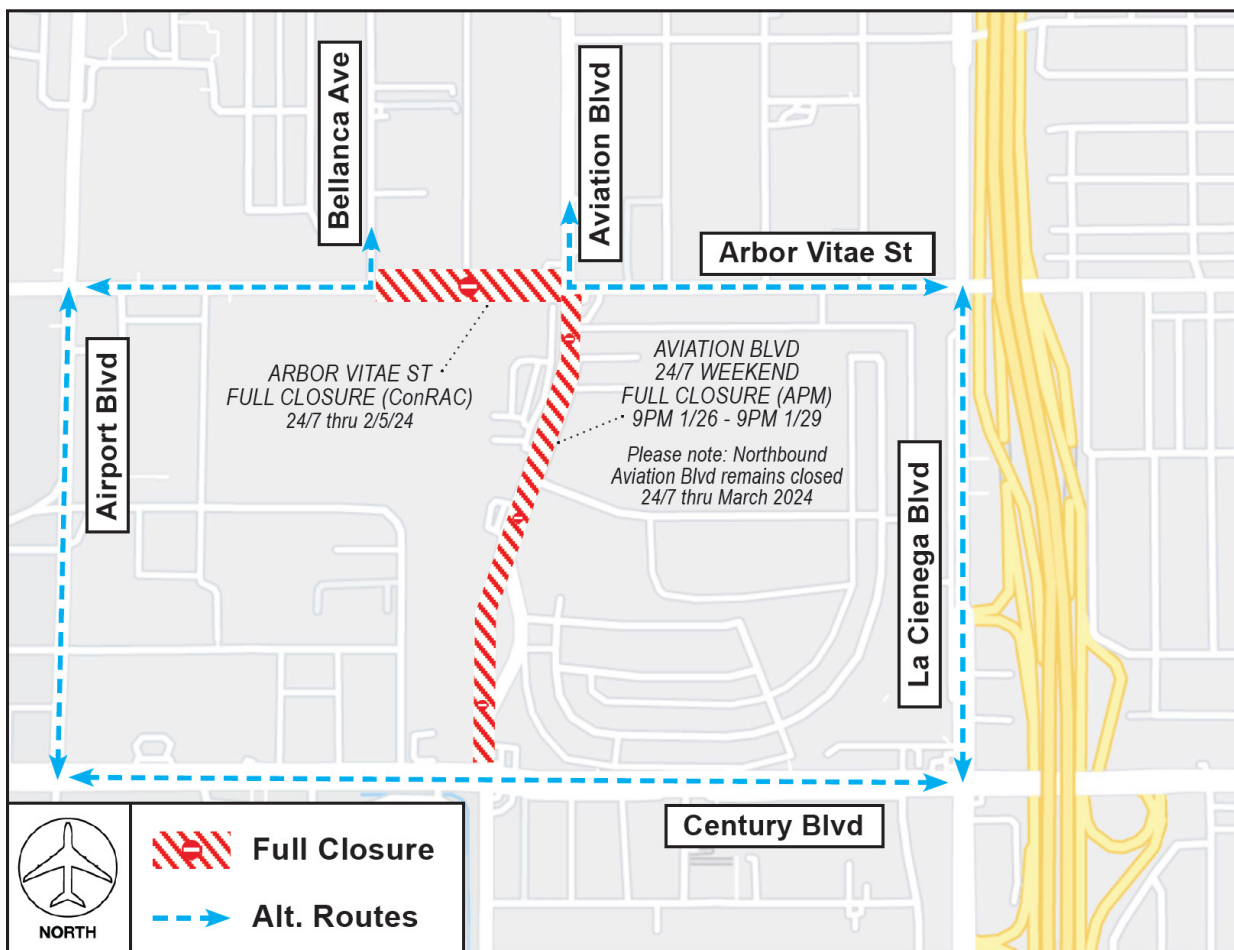 Bellanca Ave
Aviation Blvd
Arbor Vitae St
Airport Blvd
ARBOR VITAE ST
FULL CLOSURE (ConRAC)
24/7 thru 2/5/24
AVIATION BLVD
24/7 WEEKEND
FULL CLOSURE (APM)
9PM 1/26 - 9PM 1/29
Please note: Northbound
Aviation Blvd remains closed
24/7 thru March 2024
La Cienega Blvd
Century Blvd
NORTH
Full Closure
Alt. Routes